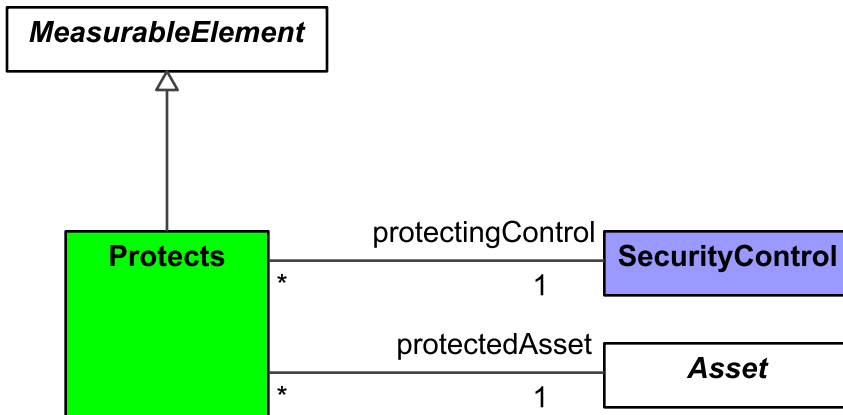 MeasurableElement
protectingControl
Protects
SecurityControl
* 1
protectedAsset
Asset
* 1